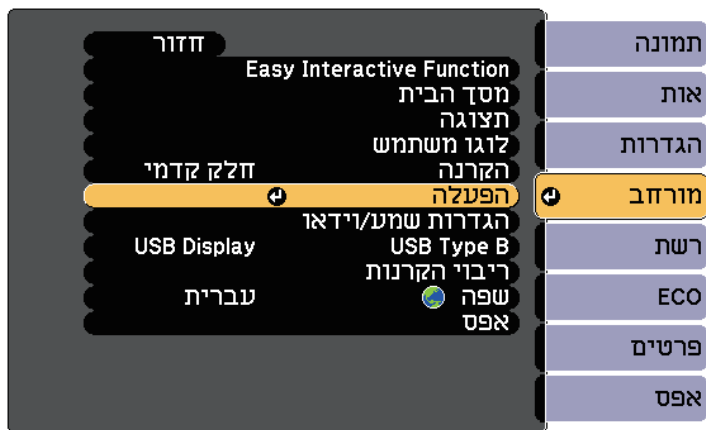 חזור
Easy Interactive Function
מסך הבית
תצוגה
לוגו משתמש
הקרנה חלק קדמי
הפעלה
הגדרות שמע/וידאו
USB Type B USB Display
ריבוי הקרנות
שפה עברית
אפס
תמונה
אות
הגדרות
מורחב
רשת
ECO
פרטים
אפס